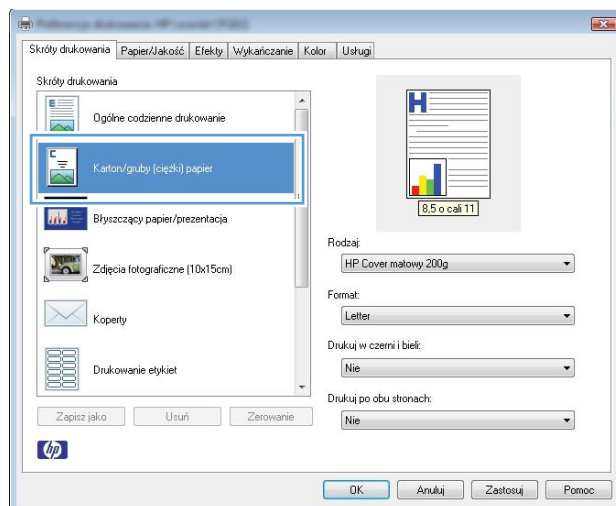 Skróty drukowania Papier/Jakość Efekty Wykańczanie Kolor Usługi
Skróty drukowania
Ogólne codzienne drukowanie
Karton/gruby (ciężki) papier
Błyszczący papier/prezentacja
Zdjęcia fotograficzne (10x15cm)
Koperty
Drukowanie etykiet
Zapisz jako Usuń Zerowanie
H
8,5 o cali 11
Rodzaj:
HP Cover matowy 200g
Format:
Letter
Drukuj w czerni i bieli:
Nie
Drukuj po obu stronach:
Nie
hp
OK Anuluj Zastosuj Pomoc